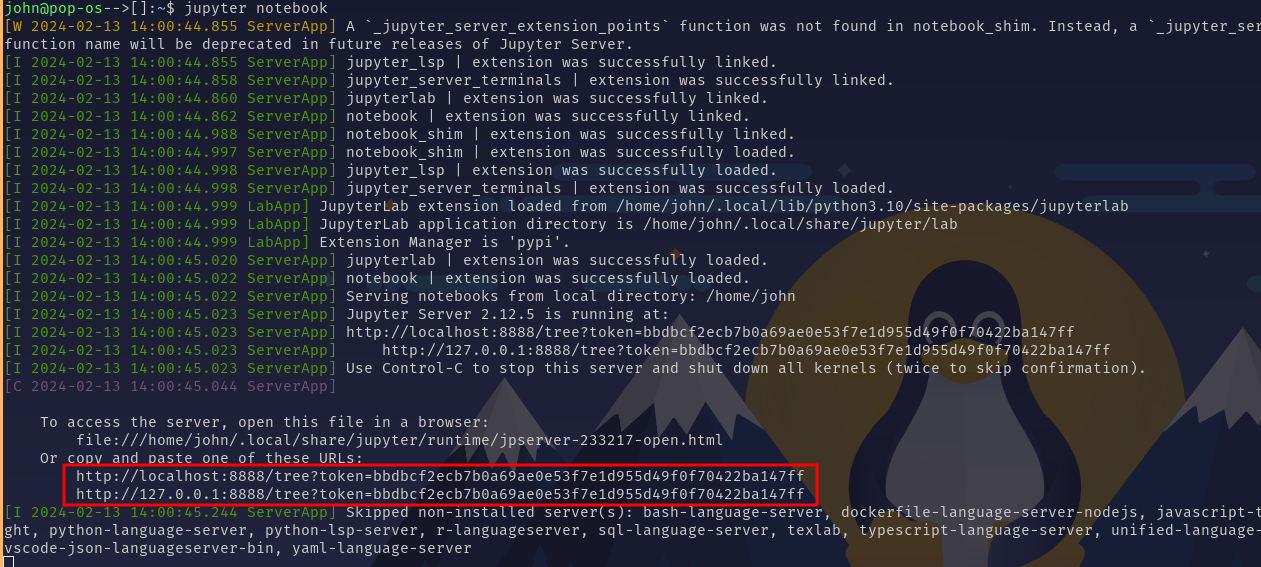 john@pop-os-->[]:~$ jupyter notebook
[W 2024-02-13 14:00:44.855 ServerApp] A `_jupyter_server_extension_points` function was not found in notebook_shim. Instead, a `_jupyter_ser
function name will be deprecated in future releases of Jupyter Server.
[I 2024-02-13 14:00:44.855 ServerApp] jupyter_lsp | extension was successfully linked.
[I 2024-02-13 14:00:44.858 ServerApp] jupyter_server_terminals | extension was successfully linked.
[I 2024-02-13 14:00:44.860 ServerApp] jupyterlab | extension was successfully linked.
[I 2024-02-13 14:00:44.862 ServerApp] notebook | extension was successfully linked.
[I 2024-02-13 14:00:44.988 ServerApp] notebook_shim | extension was successfully linked.
[I 2024-02-13 14:00:44.997 ServerApp] notebook_shim | extension was successfully loaded.
[I 2024-02-13 14:00:44.998 ServerApp] jupyter_lsp | extension was successfully loaded.
[I 2024-02-13 14:00:44.998 ServerApp] jupyter_server_terminals | extension was successfully loaded.
[I 2024-02-13 14:00:44.999 LabApp] JupyterLab extension loaded from /home/john/.local/lib/python3.10/site-packages/jupyterlab
[I 2024-02-13 14:00:44.999 LabApp] JupyterLab application directory is /home/john/.local/share/jupyter/lab
[I 2024-02-13 14:00:44.999 LabApp] Extension Manager is 'pypi'.
[I 2024-02-13 14:00:45.020 ServerApp] jupyterlab | extension was successfully loaded.
[I 2024-02-13 14:00:45.022 ServerApp] notebook | extension was successfully loaded.
[I 2024-02-13 14:00:45.022 ServerApp] Serving notebooks from local directory: /home/john
[I 2024-02-13 14:00:45.023 ServerApp] Jupyter Server 2.12.5 is running at:
[I 2024-02-13 14:00:45.023 ServerApp] http://localhost:8888/tree?token=bbdbcf2ecb7b0a69ae0e53f7e1d955d49f0f70422ba147ff
[I 2024-02-13 14:00:45.023 ServerApp]     http://127.0.0.1:8888/tree?token=bbdbcf2ecb7b0a69ae0e53f7e1d955d49f0f70422ba147ff
[I 2024-02-13 14:00:45.023 ServerApp] Use Control-C to stop this server and shut down all kernels (twice to skip confirmation).
[C 2024-02-13 14:00:45.044 ServerApp]
To access the server, open this file in a browser:
file:///home/john/.local/share/jupyter/runtime/jpserver-233217-open.html
Or copy and paste one of these URLs:
http://localhost:8888/tree?token=bbdbcf2ecb7b0a69ae0e53f7e1d955d49f0f70422ba147ff
http://127.0.0.1:8888/tree?token=bbdbcf2ecb7b0a69ae0e53f7e1d955d49f0f70422ba147ff
[I 2024-02-13 14:00:45.244 ServerApp] Skipped non-installed server(s): bash-language-server, dockerfile-language-server-nodejs, javascript-t
ght, python-language-server, python-lsp-server, r-languageserver, sql-language-server, texlab, typescript-language-server, unified-language-
vscode-json-languageserver-bin, yaml-language-server